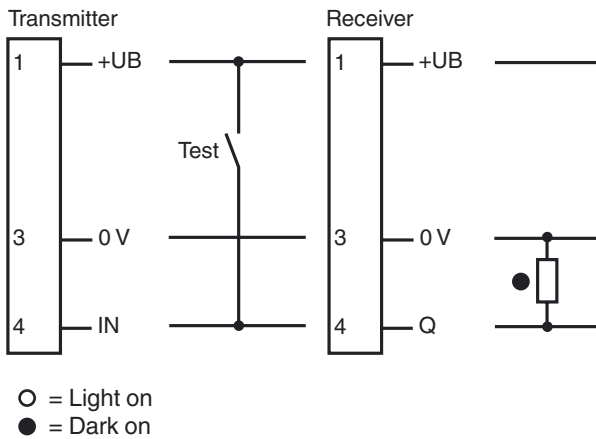 Transmitter
1
+UB
Test
3
0 V
4
IN
Receiver
1
+UB
3
0 V
4
Q
= Light on
= Dark on